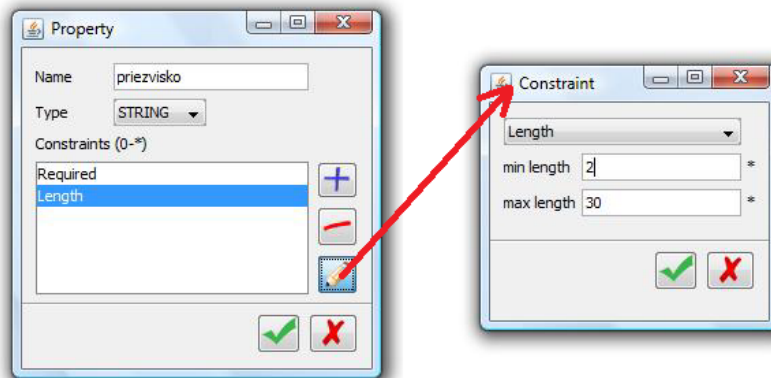 Property
Name priezvisko
Type STRING
Constraints (0-*)
Required
Length
Constraint
Length
min length 2 *
max length 30 *